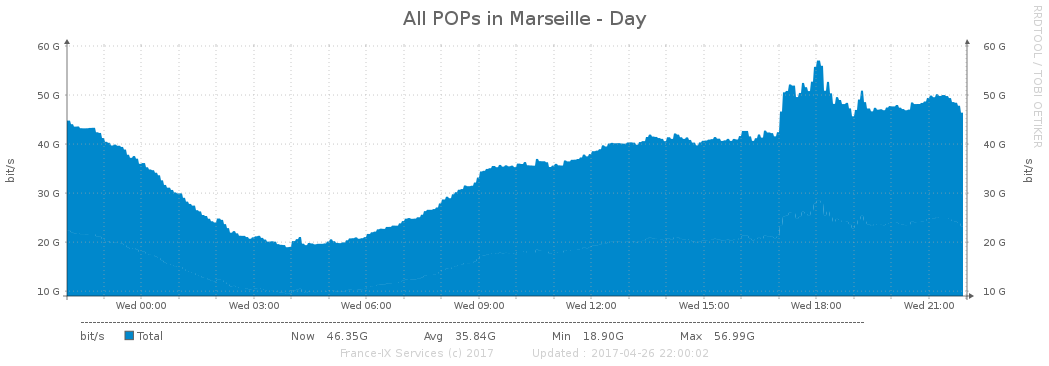 All POPs in Marseille - Day
RRDTOOL / TOBI OETIKER
60 G 60 G
50 G 50 G
40 G 40 G
30 G 30 G
20 G 20 G
10 G 10 G
bit/s
bit/s
Wed 00:00 Wed 03:00 Wed 06:00 Wed 09:00 Wed 12:00 Wed 15:00 Wed 18:00 Wed 21:00
bit/s Total Now 46.35G Avg 35.84G Min 18.90G Max 56.99G
France-IX Services (c) 2017 Updated : 2017-04-26 22:00:02